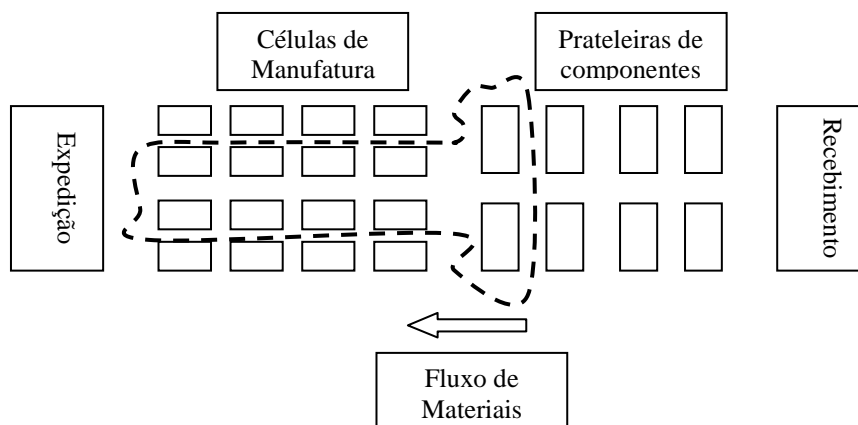 Células de
Manufatura
Prateleiras de
componentes
Expedição
Recebimento
Fluxo de
Materiais